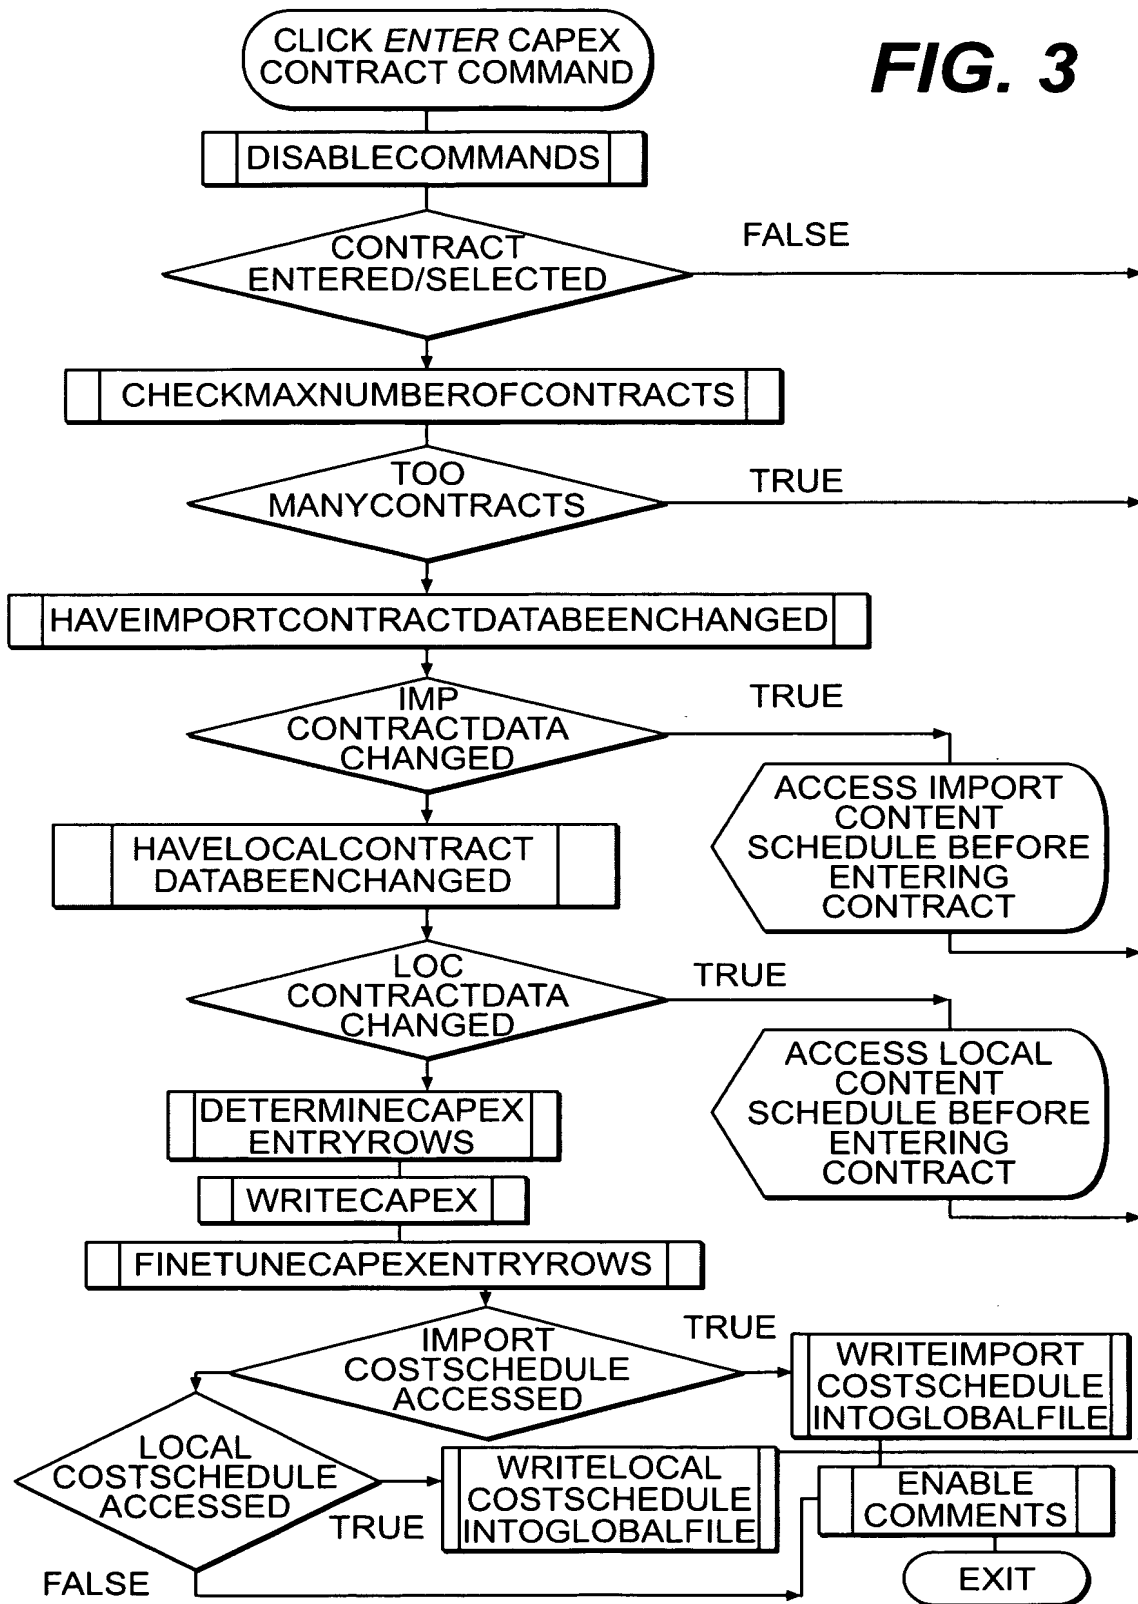 CLICK ENTER CAPEX
CONTRACT COMMAND
FIG. 3
DISABLECOMMANDS
CONTRACT
ENTERED/SELECTED
FALSE
CHECKMAXNUMBEROFCONTRACTS
TOO
MANYCONTRACTS
TRUE
HAVEIMPORTCONTRACTDATABEENCHANGED
IMP
CONTRACTDATA
CHANGED
TRUE
ACCESS IMPORT
CONTENT
SCHEDULE BEFORE
ENTERING
CONTRACT
HAVELOCALCONTRACT
DATABEENCHANGED
LOC
CONTRACTDATA
CHANGED
TRUE
ACCESS LOCAL
CONTENT
SCHEDULE BEFORE
ENTERING
CONTRACT
DETERMINECAPEX
ENTRYROWS
WRITECAPEX
FINETUNECAPEXENTRYROWS
IMPORT
COSTSCHEDULE
ACCESSED
TRUE
WRITEIMPORT
COSTSCHEDULE
INTOGLOBALFILE
LOCAL
COSTSCHEDULE
ACCESSED
TRUE
WRITELOCAL
COSTSCHEDULE
INTOGLOBALFILE
ENABLE
COMMENTS
FALSE
EXIT